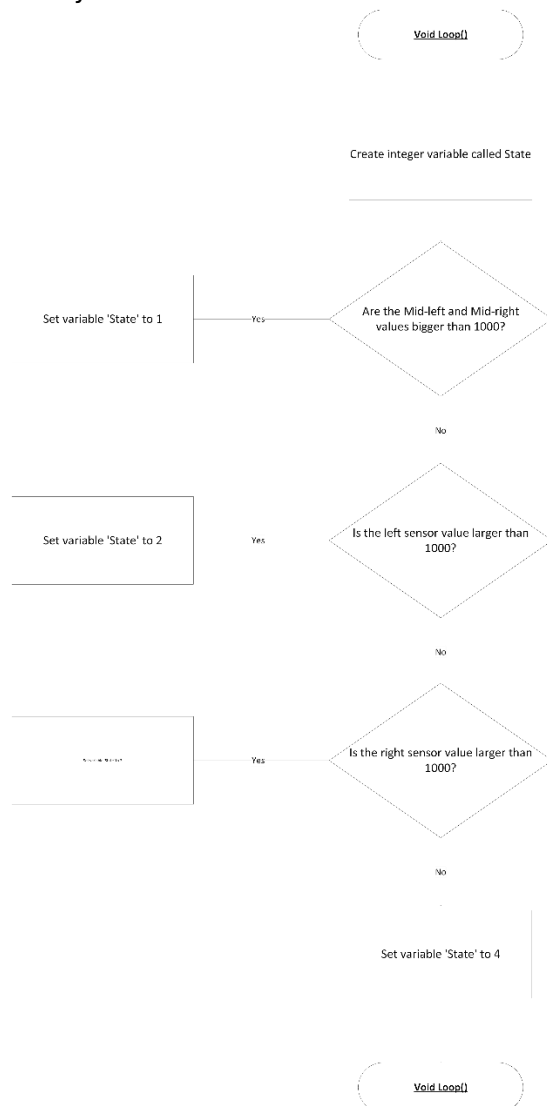 Void Loop()
Create integer variable called State
Are the Mid-left and Mid-right
values bigger than 1000?
Yes
Set variable 'State' to 1
No
Is the left sensor value larger than
1000?
Yes
Set variable 'State' to 2
No
Is the right sensor value larger than
1000?
Yes
No
Set variable 'State' to 4
Void Loop()